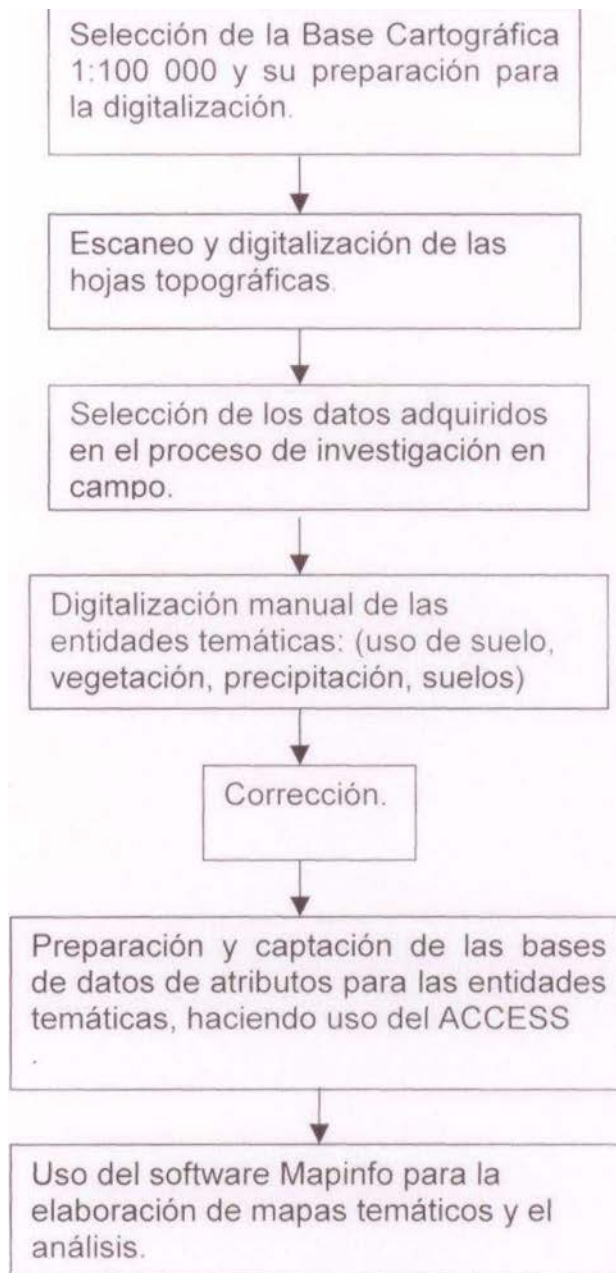 Selección de la Base Cartográfica
1:100 000 y su preparación para
la digitalización.
Escaneo y digitalización de las
hojas topográficas.
Selección de los datos adquiridos
en el proceso de investigación en
campo.
Digitalización manual de las
entidades temáticas: (uso de suelo,
vegetación, precipitación, suelos)
Corrección.
Preparación y captación de las bases
de datos de atributos para las entidades
temáticas, haciendo uso del ACCESS
.
Uso del software Mapinfo para la
elaboración de mapas temáticos y el
análisis.